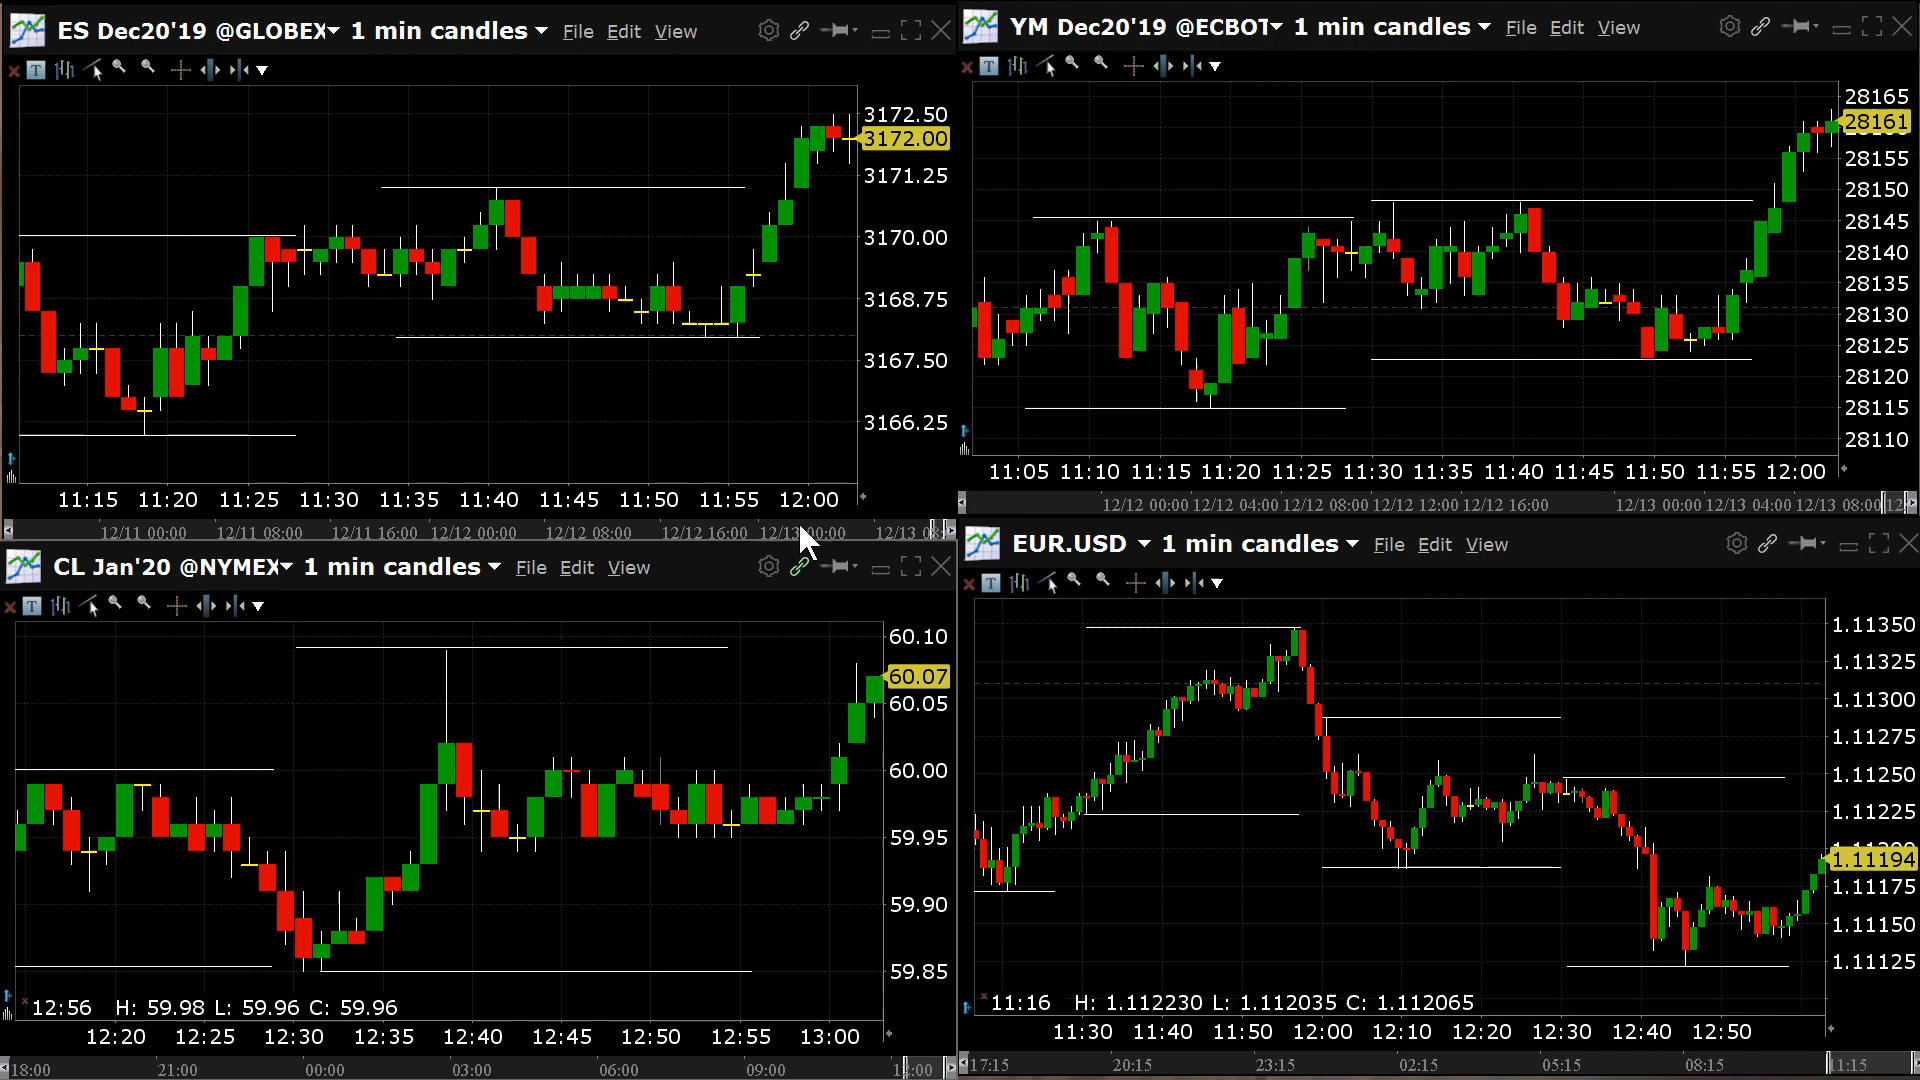 ES Dec20'19 @GLOBEX 1 min candles File Edit View
3172.50
3172.00
3171.25
3170.00
3168.75
3167.50
3166.25
11:15 11:20 11:25 11:30 11:35 11:40 11:45 11:50 11:55 12:00
12/11 00:00 12/11 08:00 12/11 16:00 12/12 00:00 12/12 08:00 12/12 16:00 12/13 00:00 12/13
YM Dec20'19 @ECBOT 1 min candles File Edit View
28165
28161
28155
28150
28145
28140
28135
28130
28125
28120
28115
28110
11:05 11:10 11:15 11:20 11:25 11:30 11:35 11:40 11:45 11:50 11:55 12:00
12/12 00:00 12/12 04:00 12/12 08:00 12/12 12:00 12/12 16:00 12/13 00:00 12/13 04:00 12/13 08:00
CL Jan'20 @NYMEX 1 min candles File Edit View
60.10
60.07
60.05
60.00
59.95
59.90
59.85
12:56 H: 59.98 L: 59.96 C: 59.96
12:20 12:25 12:30 12:35 12:40 12:45 12:50 12:55 13:00
18:00 21:00 00:00 03:00 06:00 09:00 12:00
EUR.USD 1 min candles File Edit View
1.11350
1.11325
1.11300
1.11275
1.11250
1.11225
1.11194
1.11175
1.11150
1.11125
11:16 H: 1.112230 L: 1.112035 C: 1.112065
11:30 11:40 11:50 12:00 12:10 12:20 12:30 12:40 12:50
17:15 20:15 23:15 02:15 05:15 08:15 11:15